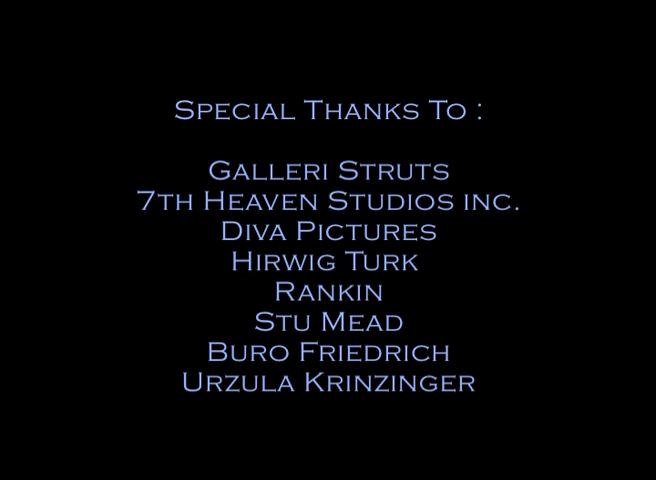 Special Thanks To :
Galleri Struts
7th Heaven Studios inc.
Diva Pictures
Hirwig Turk
Rankin
Stu Mead
Buro Friedrich
Urzula Krinzinger